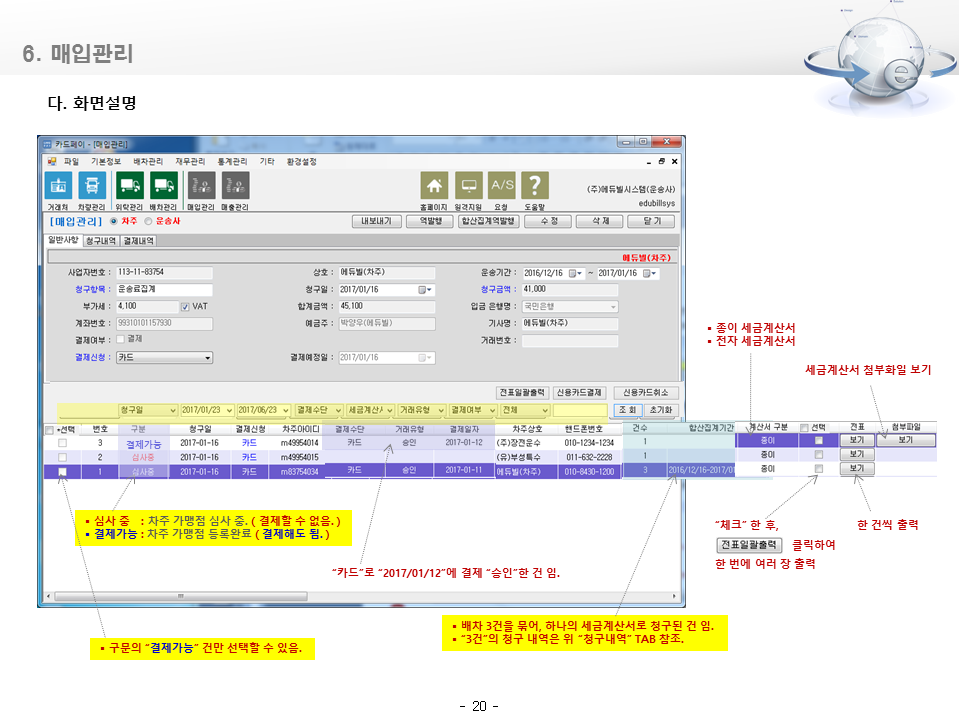 6. 매입관리
다. 화면설명
카드페이 - [매입관리]
파일 기본정보 배차관리 재무관리 통계관리 기타 환경설정
A/S ?
거래처 차량관리 위탁관리 배차관리 매입관리 매출관리 홈페이지 원격지원 요청 도움말
(주)에듀빌시스템(운송사)
edubillsys
[매입관리] 차주 운송사 내보내기 역발행 합산집계역발행 수 정 삭 제 닫 기
일반사항 청구내역 결제내역
에듀빌(차주)
사업자번호 : 113-11-83754 상호 : 에듀빌(차주) 운송기간 : 2016/12/16 ~ 2017/01/16
청구항목 : 운송료집계 청구일 : 2017/01/16 청구금액 : 41,000
부가세 : 4,100 VAT 합계금액 : 45,100 입금 은행명 : 국민은행
계좌번호 : 99310101157930 예금주 : 박양우(에듀빌) 기사명 : 에듀빌(차주)
결제여부 : 결제 거래번호 :
결제신청 : 카드 결제예정일 : 2017/01/16
전표일괄출력 신용카드결제 신용카드취소
청구일 2017/01/23 2017/06/23 결제수단 세금계산서 거래유형 결제여부 전체 조 회 초기화
*선택 번호 구분 청구일 결제신청 차주아이디 결제수단 거래유형 결제일자 차주상호 핸드폰번호 건수 합산집계기간 계산서 구분 선택 전표 첨부파일
3 결제가능 2017-01-16 카드 m49954014 카드 승인 2017-01-12 (주)장전운수 010-1234-1234 1 종이 보기 보기
2 심사중 2017-01-16 카드 m49954015 (유)부성특수 011-632-2228 1 종이 보기
1 심사중 2017-01-16 카드 m83754034 카드 승인 2017-01-11 에듀빌(차주) 010-8430-1200 3 2016/12/16-2017/01 종이 보기
▪ 종이 세금계산서
▪ 전자 세금계산서
세금계산서 첨부화일 보기
▪ 심사 중 : 차주 가맹점 심사 중. ( 결제할 수 없음. )
▪ 결제가능 : 차주 가맹점 등록완료 ( 결제해도 됨. )
“체크” 한 후,
전표일괄출력 클릭하여
한 번에 여러 장 출력
한 건씩 출력
“카드”로 “2017/01/12”에 결제 “승인”한 건 임.
▪ 배차 3건을 묶어, 하나의 세금계산서로 청구된 건 임.
▪ “3건”의 청구 내역은 위 “청구내역” TAB 참조.
▪ 구문의 “결제가능” 건만 선택할 수 있음.
- 20 -